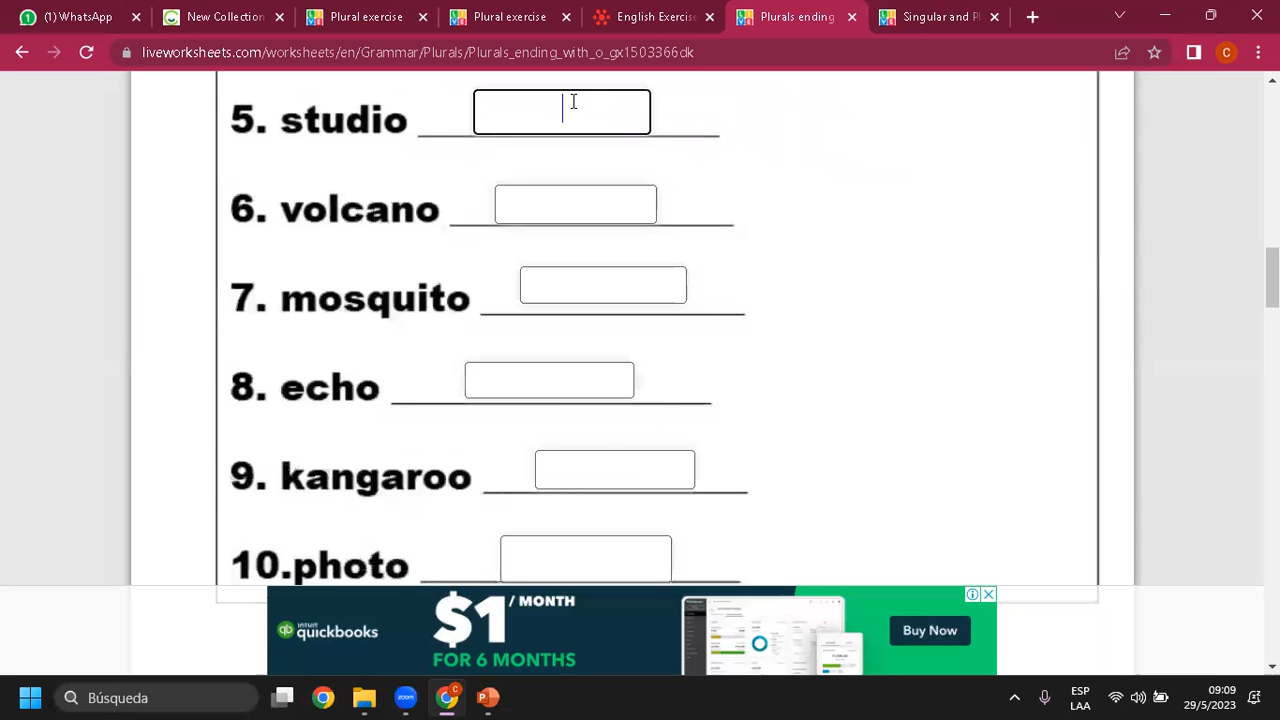 (1) WhatsApp
New Collection
Plural exercise
Plural exercise
English Exercise
Plurals ending
Singular and P
liveworksheets.com/worksheets/en/Grammar/Plurals/Plurals_ending_with_o_gx1503366dk
C
5. studio
6. volcano
7. mosquito
8. echo
9. kangaroo
10.photo
intuit quickbooks
$1 / MONTH
FOR 6 MONTHS
Buy Now
Búsqueda
zoom
C
ESP
LAA
09:09
29/5/2023